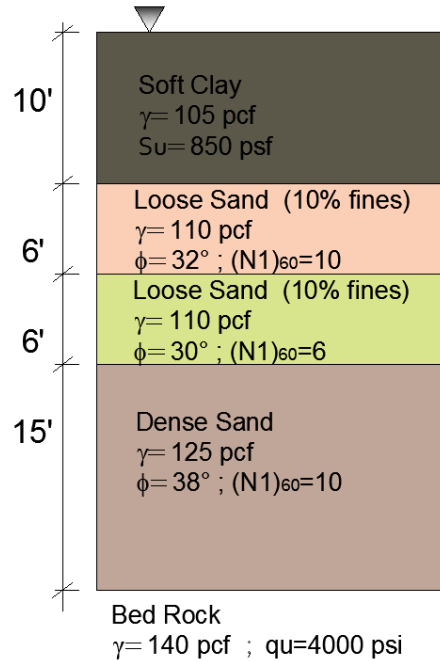 10'
Soft Clay
γ= 105 pcf
Su= 850 psf
6'
Loose Sand (10% fines)
γ= 110 pcf
ϕ= 32° ; (N1)₆₀=10
6'
Loose Sand (10% fines)
γ= 110 pcf
ϕ= 30° ; (N1)₆₀=6
15'
Dense Sand
γ= 125 pcf
ϕ= 38° ; (N1)₆₀=10
Bed Rock
γ= 140 pcf ; qu=4000 psi